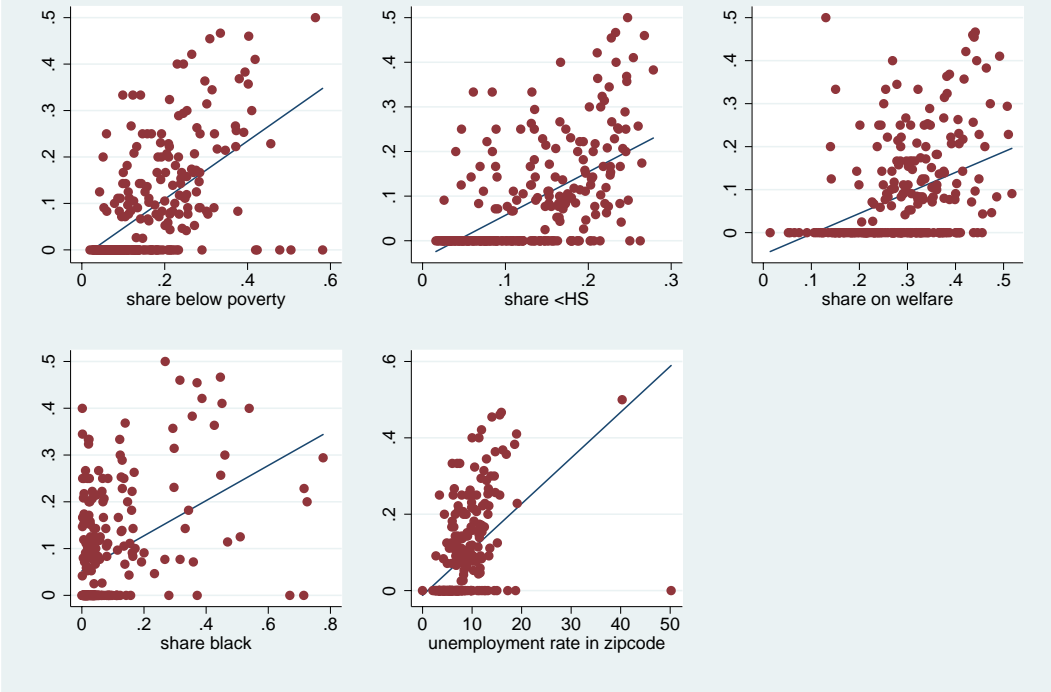 0 .1 .2 .3 .4 .5
0 .2 .4 .6
share below poverty
0 .1 .2 .3 .4 .5
0 .1 .2 .3
share <HS
0 .1 .2 .3 .4 .5
0 .1 .2 .3 .4 .5
share on welfare
0 .1 .2 .3 .4 .5
0 .2 .4 .6 .8
share black
0 .2 .4 .6
0 10 20 30 40 50
unemployment rate in zipcode